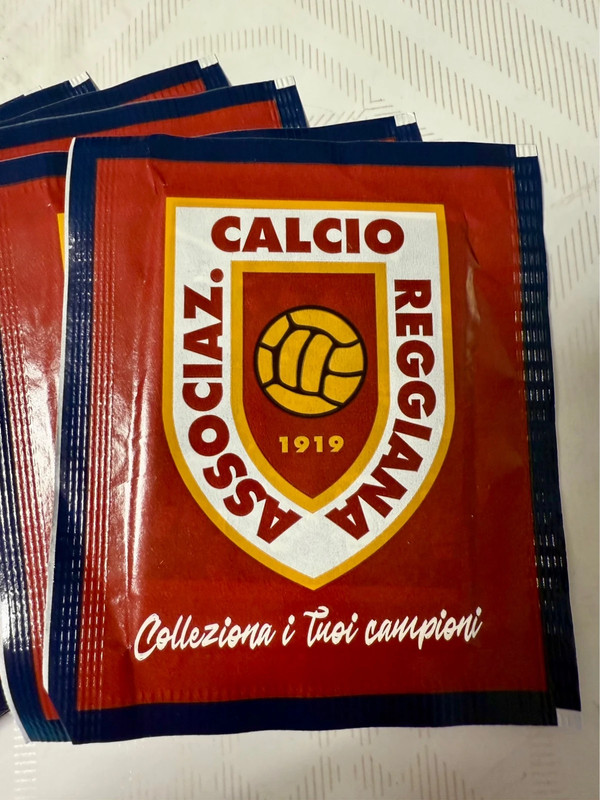 ASSOCIAZ.
CALCIO
REGGIANA
1919
Colleziona i Tuoi campioni